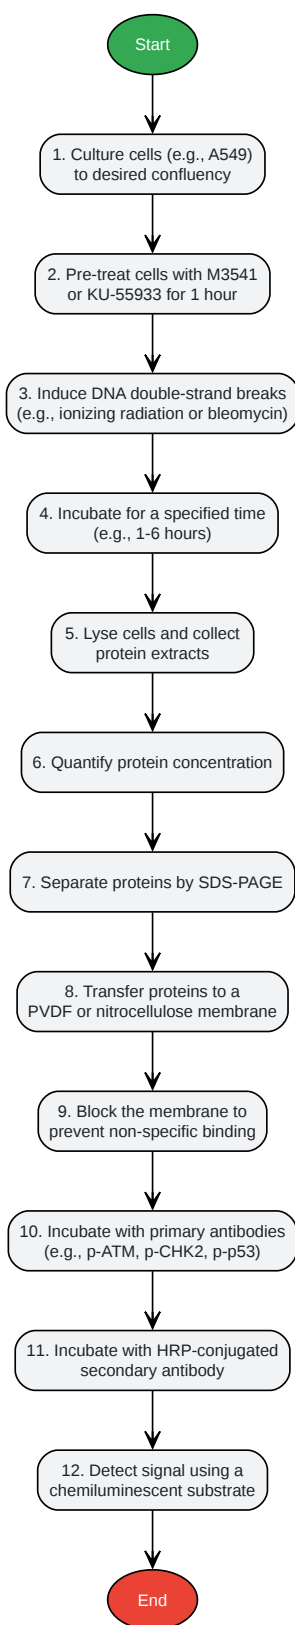 Start
1. Culture cells (e.g., A549)
to desired confluency
2. Pre-treat cells with M3541
or KU-55933 for 1 hour
3. Induce DNA double-strand breaks
(e.g., ionizing radiation or bleomycin)
4. Incubate for a specified time
(e.g., 1-6 hours)
5. Lyse cells and collect
protein extracts
6. Quantify protein concentration
7. Separate proteins by SDS-PAGE
8. Transfer proteins to a
PVDF or nitrocellulose membrane
9. Block the membrane to
prevent non-specific binding
10. Incubate with primary antibodies
(e.g., p-ATM, p-CHK2, p-p53)
11. Incubate with HRP-conjugated
secondary antibody
12. Detect signal using a
chemiluminescent substrate
End